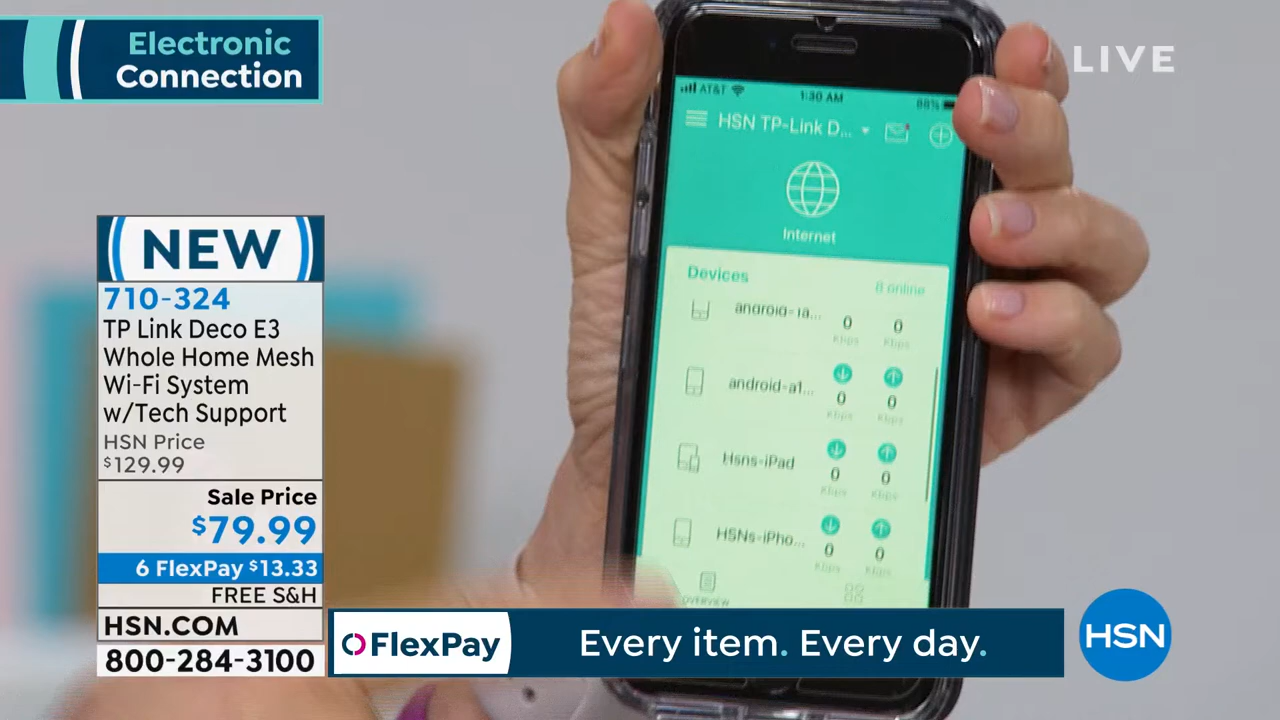 Electronic
Connection
LIVE
AT&T
1:30 AM
HSN TP-Link D...
Internet
Devices
8 online
0
0
Kbps
Kbps
android-a1...
0
0
Kbps
Kbps
Hsns-iPad
0
0
Kbps
Kbps
HSNs-iPho...
0
0
Kbps
Kbps
OVERVIEW
NEW
710-324
TP Link Deco E3
Whole Home Mesh
Wi-Fi System
w/Tech Support
HSN Price
$129.99
Sale Price
$79.99
6 FlexPay $13.33
FREE S&H
HSN.COM
800-284-3100
FlexPay
Every item. Every day.
HSN